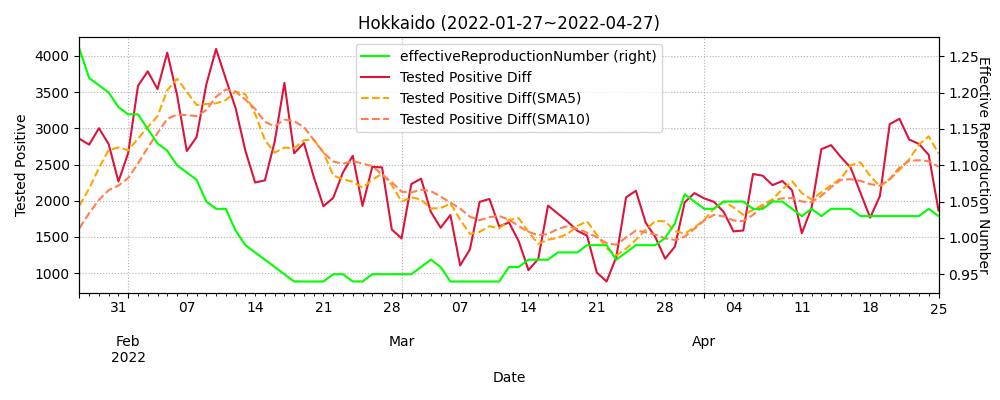 Hokkaido (2022-01-27~2022-04-27)
effectiveReproductionNumber (right)
Tested Positive Diff
Tested Positive Diff(SMA5)
Tested Positive Diff(SMA10)
Tested Positive
4000
3500
3000
2500
2000
1500
1000
1.25
1.20
1.15
1.10
1.05
1.00
0.95
Effective Reproduction Number
31 07 14 21 28 07 14 21 28 04 11 18 25
Feb Mar Apr
2022
Date